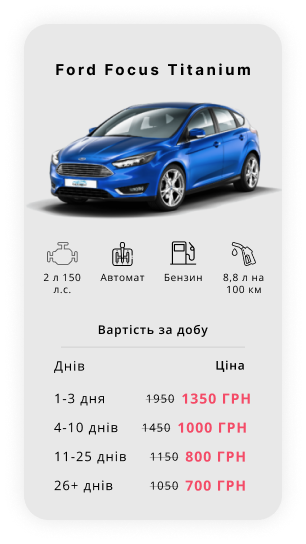 Ford Focus Titanium
2 л 150 л.с.
Автомат
Бензин
8,8 л на 100 км
Вартість за добу
Днів Ціна
1-3 дня 1950 1350 ГРН
4-10 днів 1450 1000 ГРН
11-25 днів 1150 800 ГРН
26+ днів 1050 700 ГРН